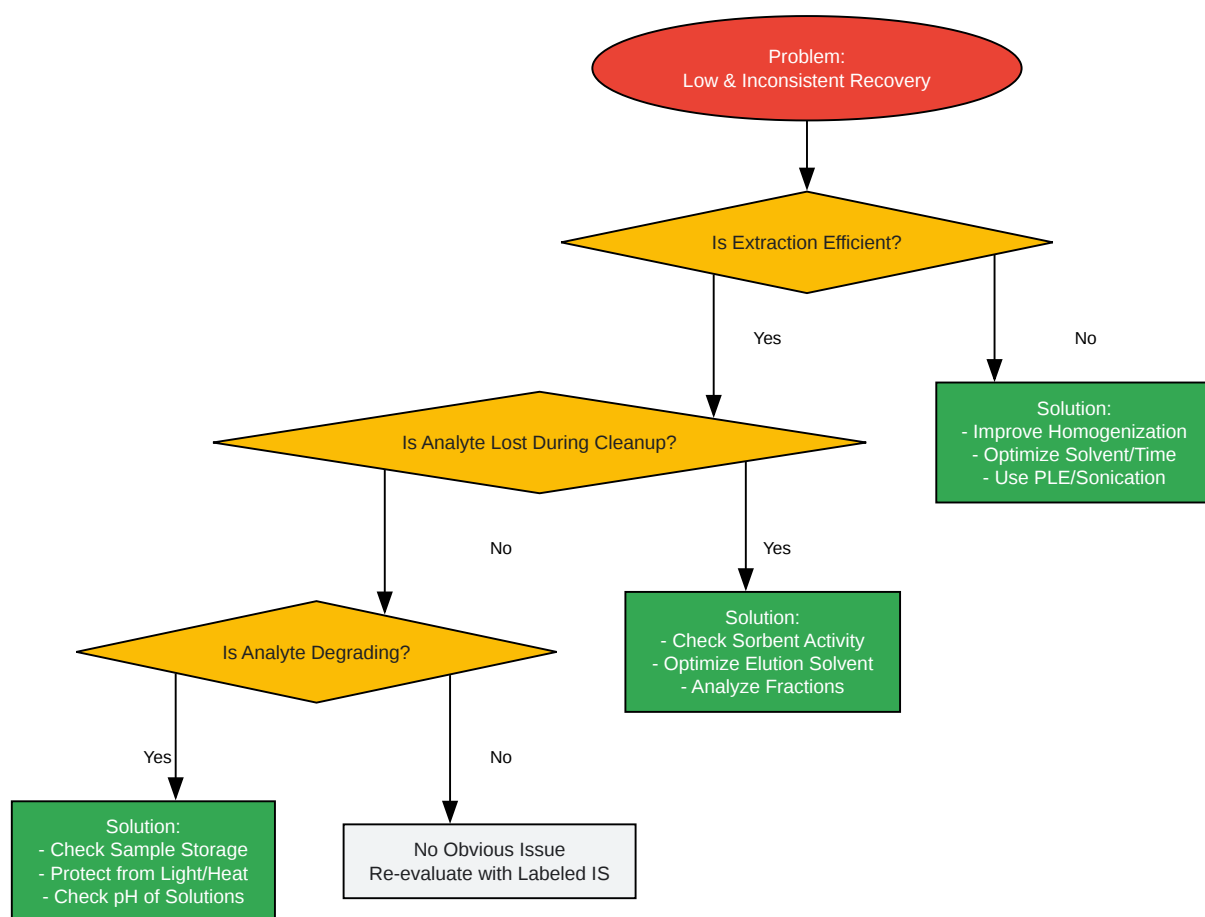 Problem:
Low & Inconsistent Recovery
Is Extraction Efficient?
Yes
No
Solution:
- Improve Homogenization
- Optimize Solvent/Time
- Use PLE/Sonication
Is Analyte Lost During Cleanup?
No
Yes
Solution:
- Check Sorbent Activity
- Optimize Elution Solvent
- Analyze Fractions
Is Analyte Degrading?
Yes
No
Solution:
- Check Sample Storage
- Protect from Light/Heat
- Check pH of Solutions
No Obvious Issue
Re-evaluate with Labeled IS